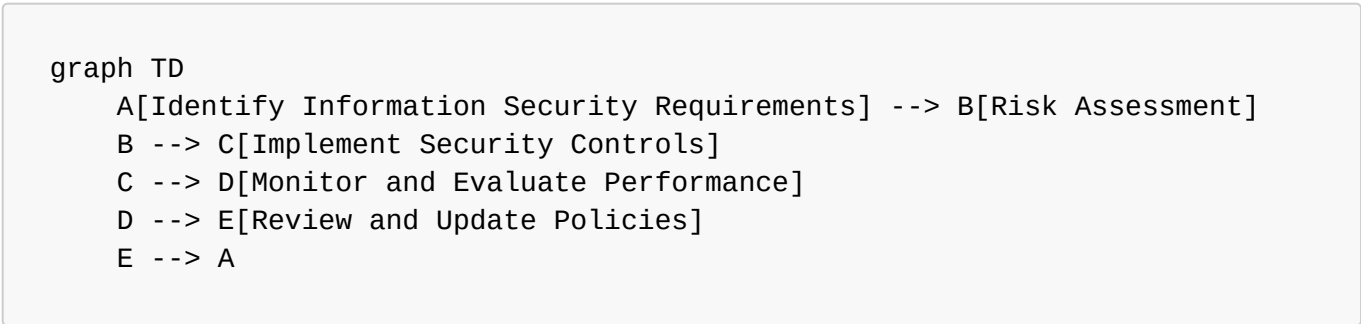 graph TD
    A[Identify Information Security Requirements] --> B[Risk Assessment]
    B --> C[Implement Security Controls]
    C --> D[Monitor and Evaluate Performance]
    D --> E[Review and Update Policies]
    E --> A